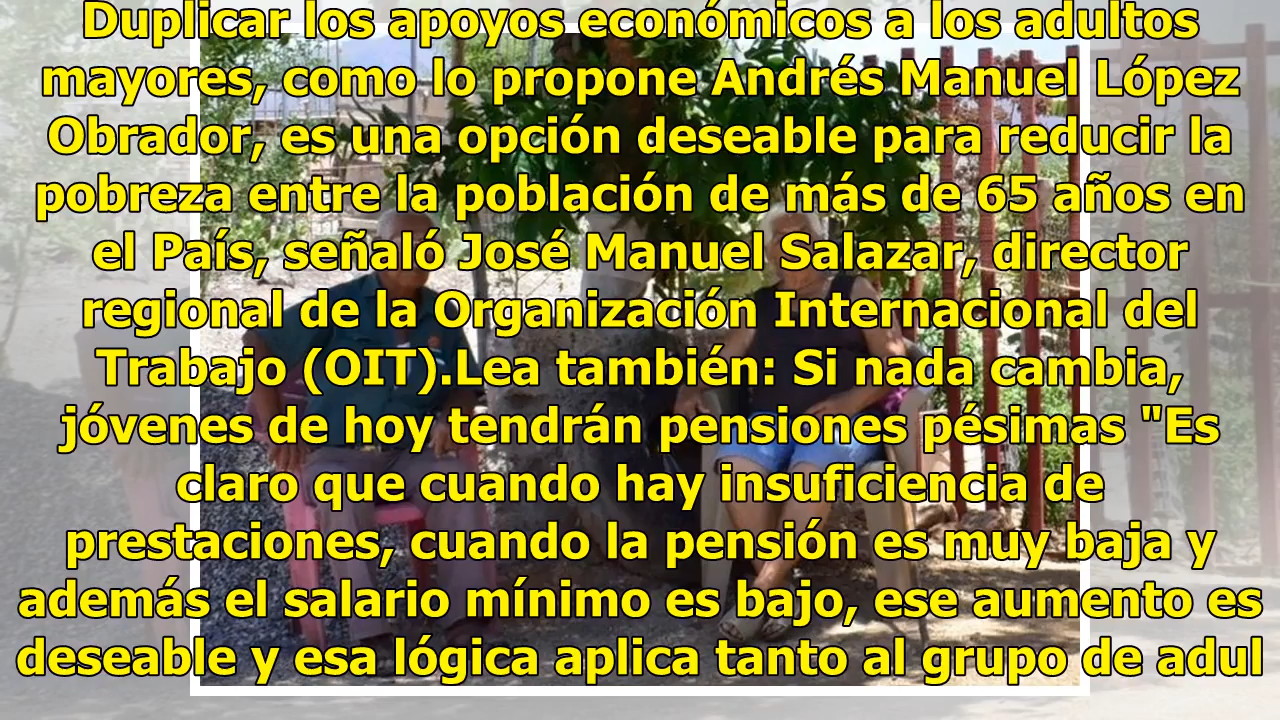 Duplicar los apoyos económicos a los adultos
mayores, como lo propone Andrés Manuel López
Obrador, es una opción deseable para reducir la
pobreza entre la población de más de 65 años en
el País, señaló José Manuel Salazar, director
regional de la Organización Internacional del
Trabajo (OIT).Lea también: Si nada cambia,
jóvenes de hoy tendrán pensiones pésimas "Es
claro que cuando hay insuficiencia de
prestaciones, cuando la pensión es muy baja y
además el salario mínimo es bajo, ese aumento es
deseable y esa lógica aplica tanto al grupo de adul